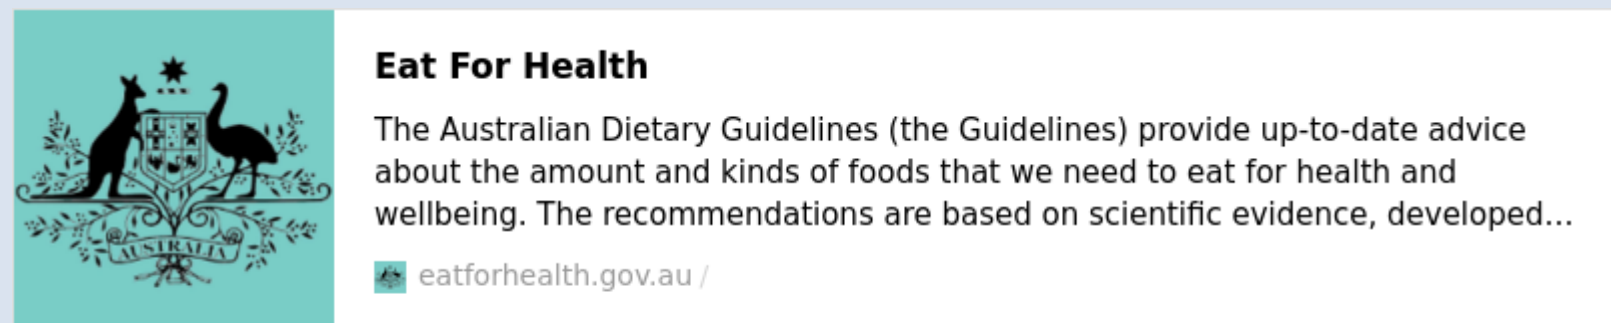 Eat For Health
The Australian Dietary Guidelines (the Guidelines) provide up-to-date advice
about the amount and kinds of foods that we need to eat for health and
wellbeing. The recommendations are based on scientific evidence, developed...
AUSTRALIA
eatforhealth.gov.au /